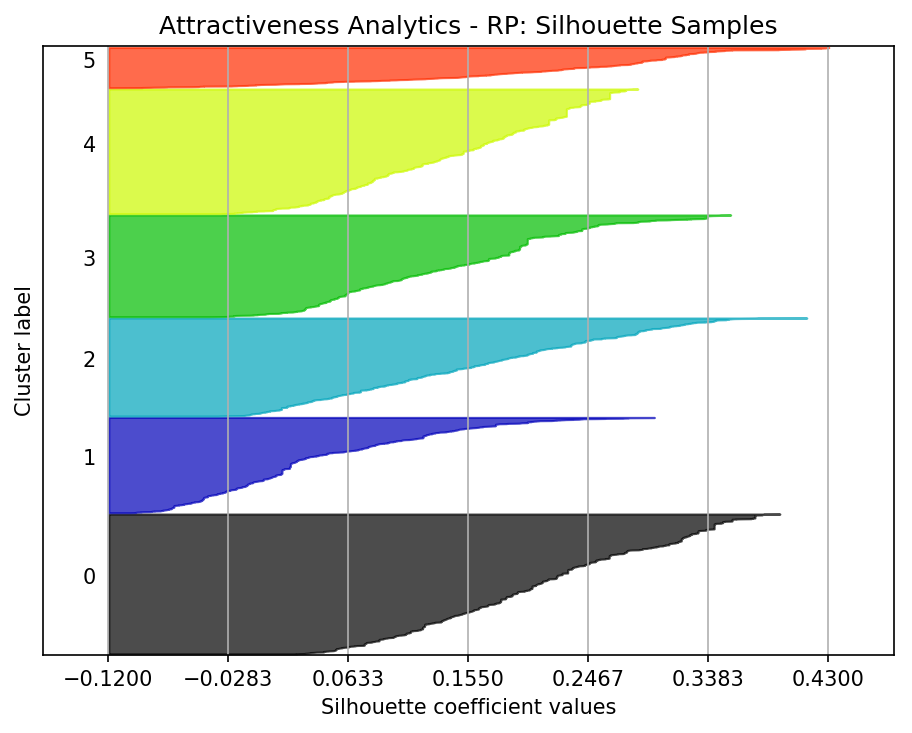 Attractiveness Analytics - RP: Silhouette Samples
5
4
3
2
1
0
Cluster label
−0.1200 −0.0283 0.0633 0.1550 0.2467 0.3383 0.4300
Silhouette coefficient values